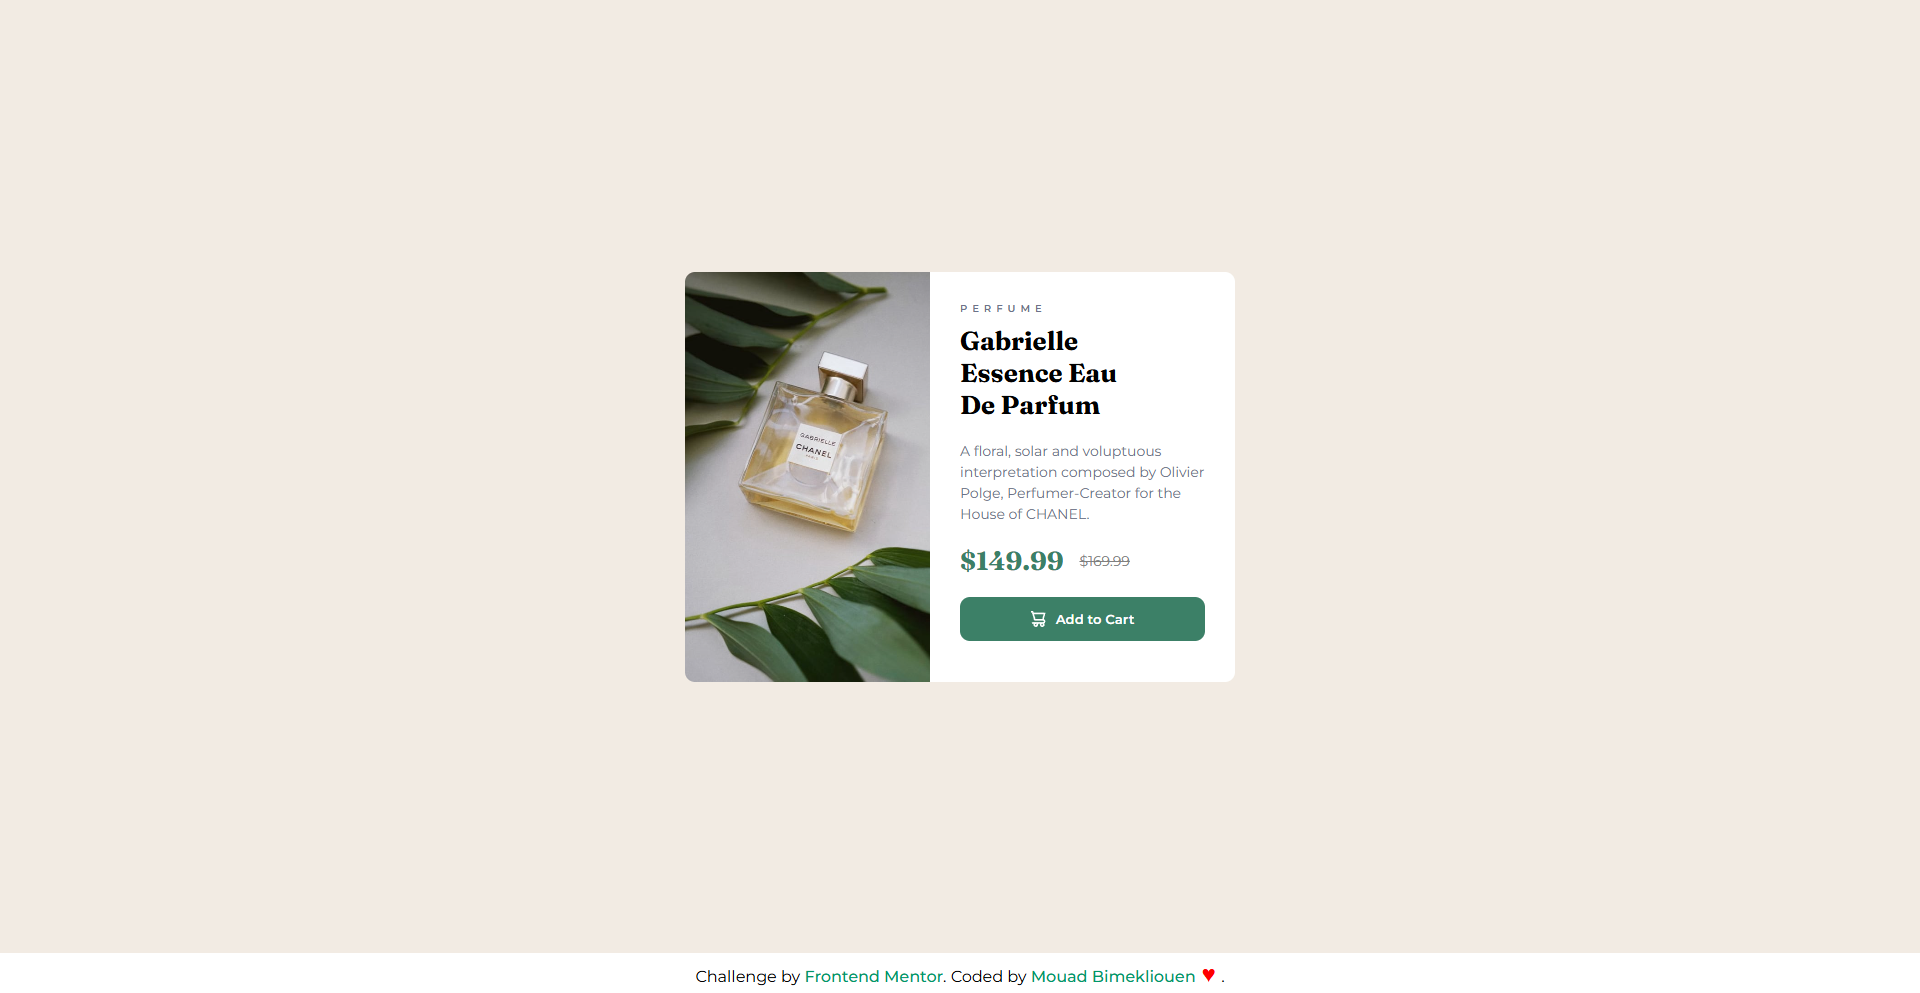 GABRIELLE
CHANEL
PARIS
PERFUME
Gabrielle
Essence Eau
De Parfum
A floral, solar and voluptuous
interpretation composed by Olivier
Polge, Perfumer-Creator for the
House of CHANEL.
$149.99 $169.99
Add to Cart
Challenge by Frontend Mentor. Coded by Mouad Bimekliouen ♥ .